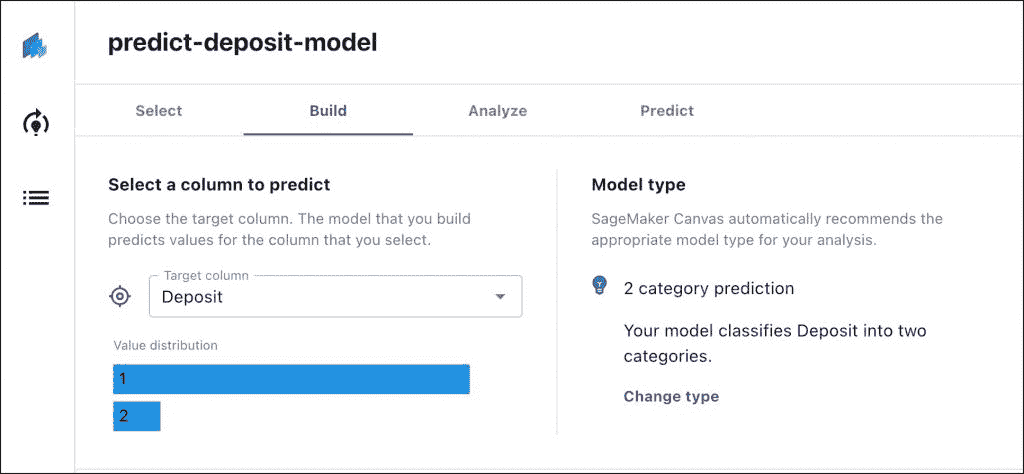 predict-deposit-model
Select
Build
Analyze
Predict
Select a column to predict
Choose the target column. The model that you build
predicts values for the column that you select.
Target column
Deposit
Value distribution
1
2
Model type
SageMaker Canvas automatically recommends the
appropriate model type for your analysis.
2 category prediction
Your model classifies Deposit into two
categories.
Change type